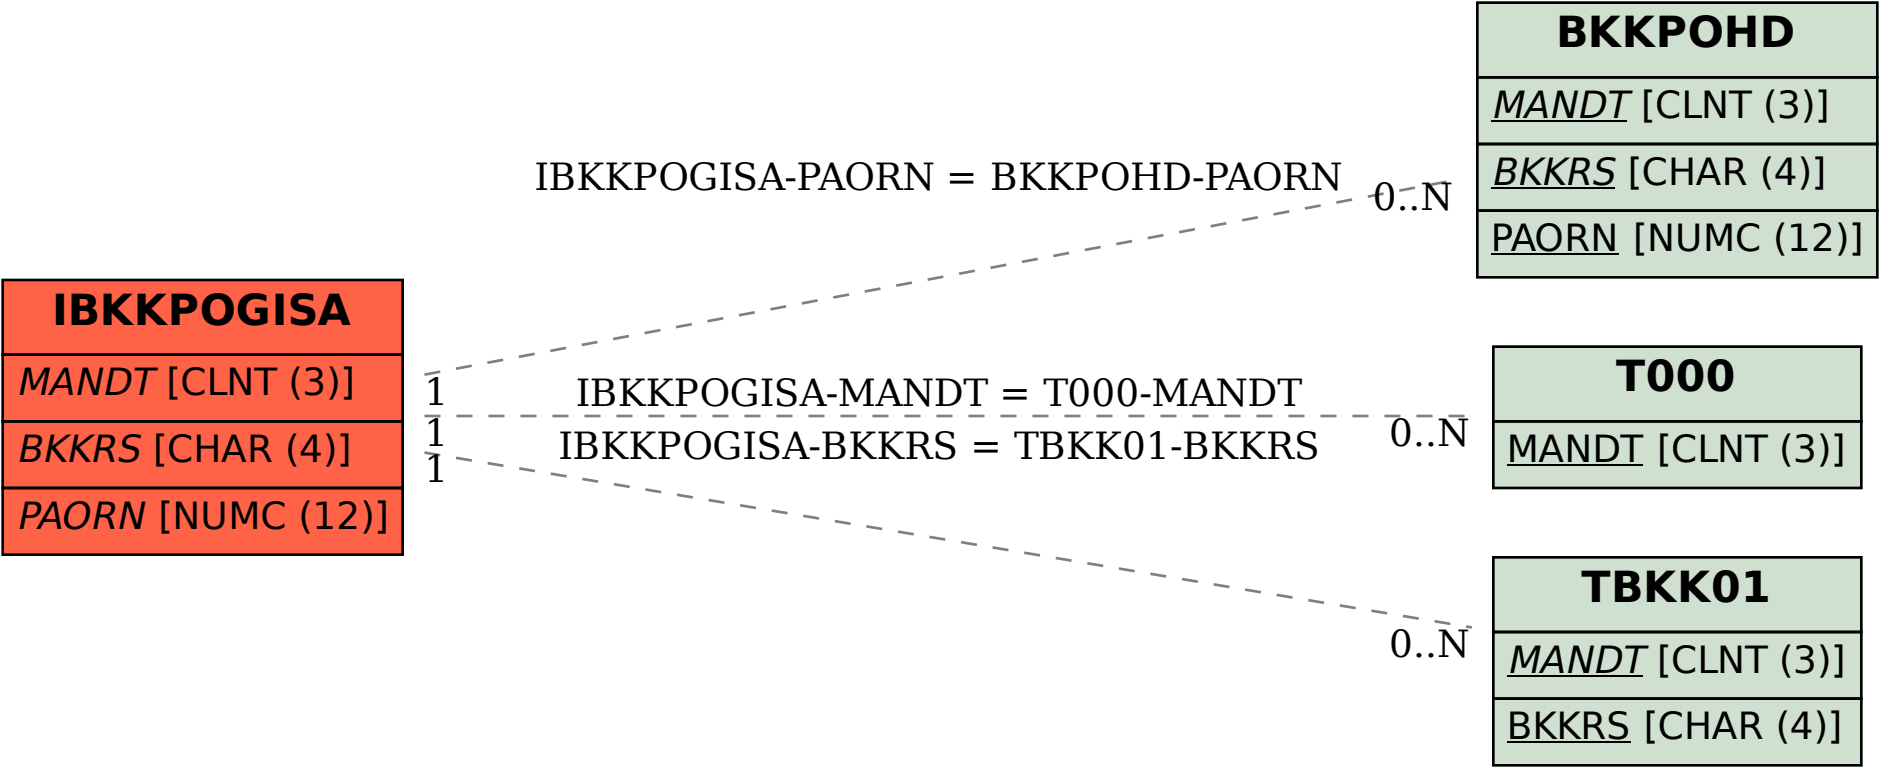 BKKPOHD
MANDT [CLNT (3)]
BKKRS [CHAR (4)]
PAORN [NUMC (12)]
IBKKPOGISA-PAORN = BKKPOHD-PAORN
0..N
IBKKPOGISA
MANDT [CLNT (3)]
BKKRS [CHAR (4)]
PAORN [NUMC (12)]
1
IBKKPOGISA-MANDT = T000-MANDT
1
0..N
IBKKPOGISA-BKKRS = TBKK01-BKKRS
1
0..N
T000
MANDT [CLNT (3)]
TBKK01
MANDT [CLNT (3)]
BKKRS [CHAR (4)]